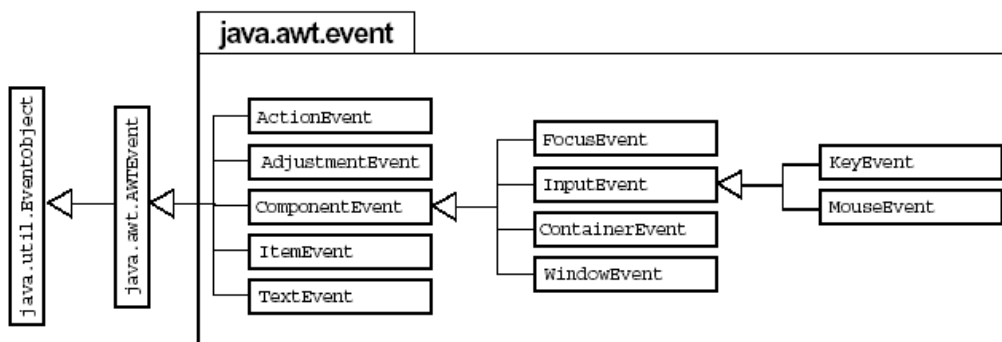 java.awt.event
java.util.EventObject
java.awt.AWTEvent
ActionEvent
AdjustmentEvent
ComponentEvent
ItemEvent
TextEvent
FocusEvent
InputEvent
ContainerEvent
WindowEvent
KeyEvent
MouseEvent